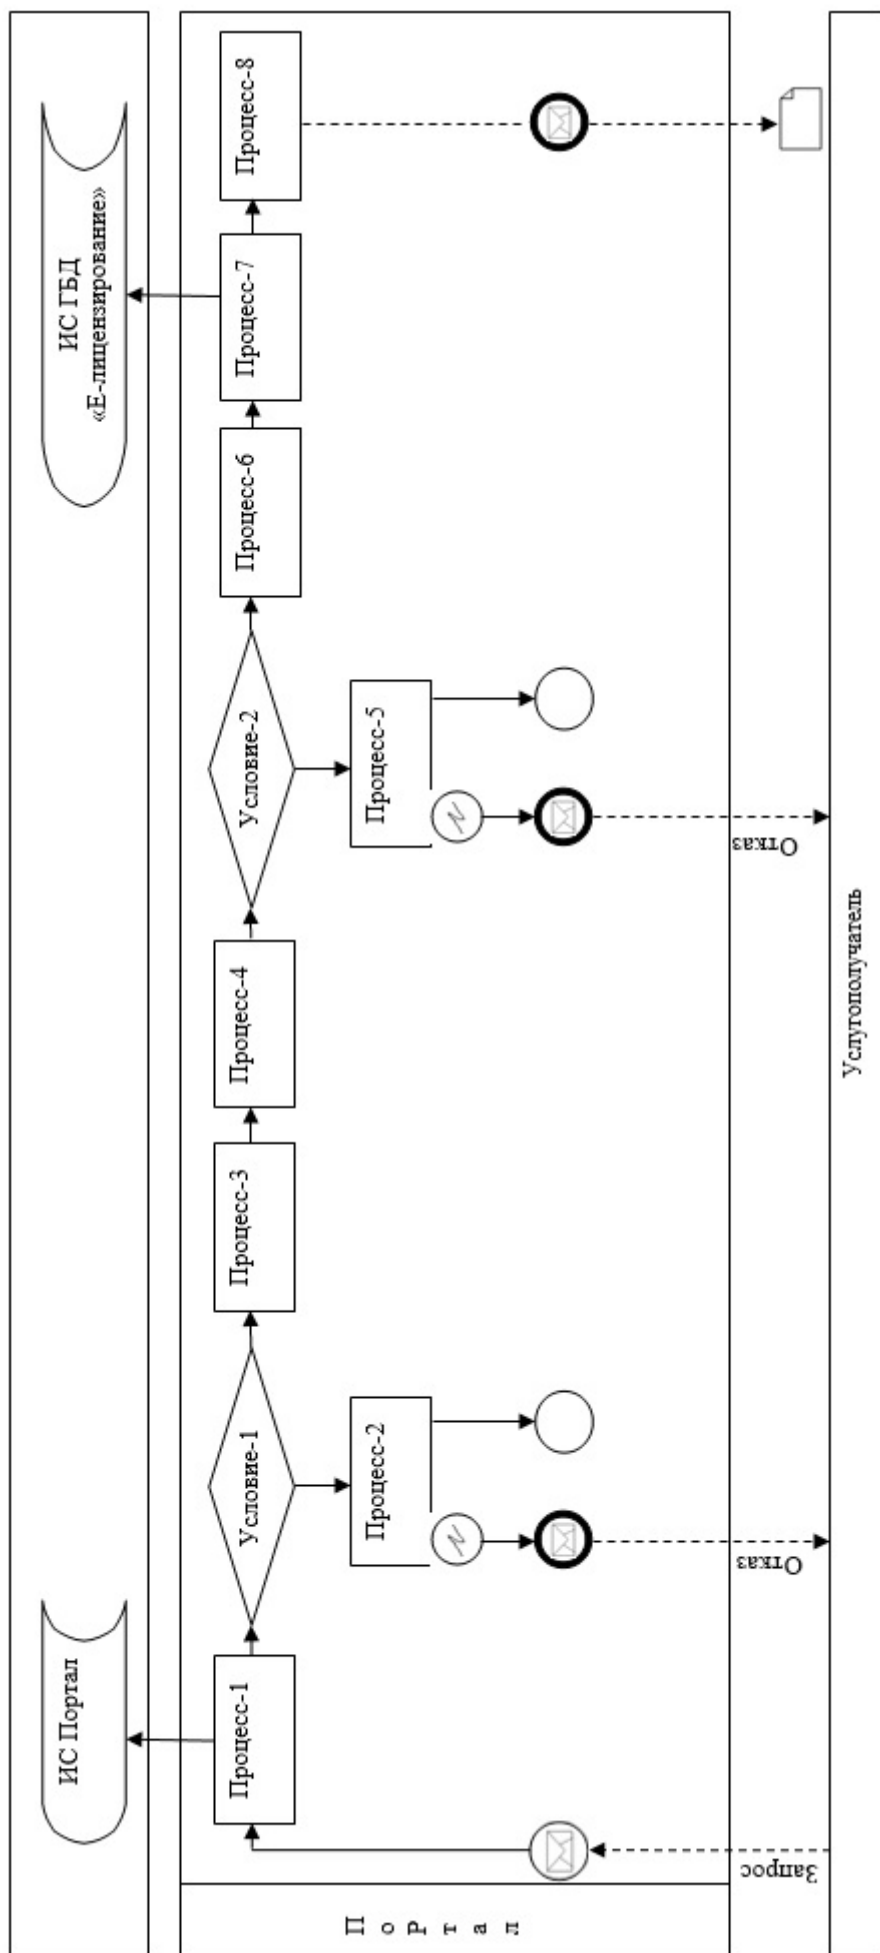 ИС Портал
ИС ГБД
«Е-лицензирование»
Портал
Процесс-1
Условие-1
Процесс-3
Процесс-4
Условие-2
Процесс-6
Процесс-7
Процесс-8
Процесс-2
Процесс-5
Запрос
Отказ
Отказ
Услугополучатель